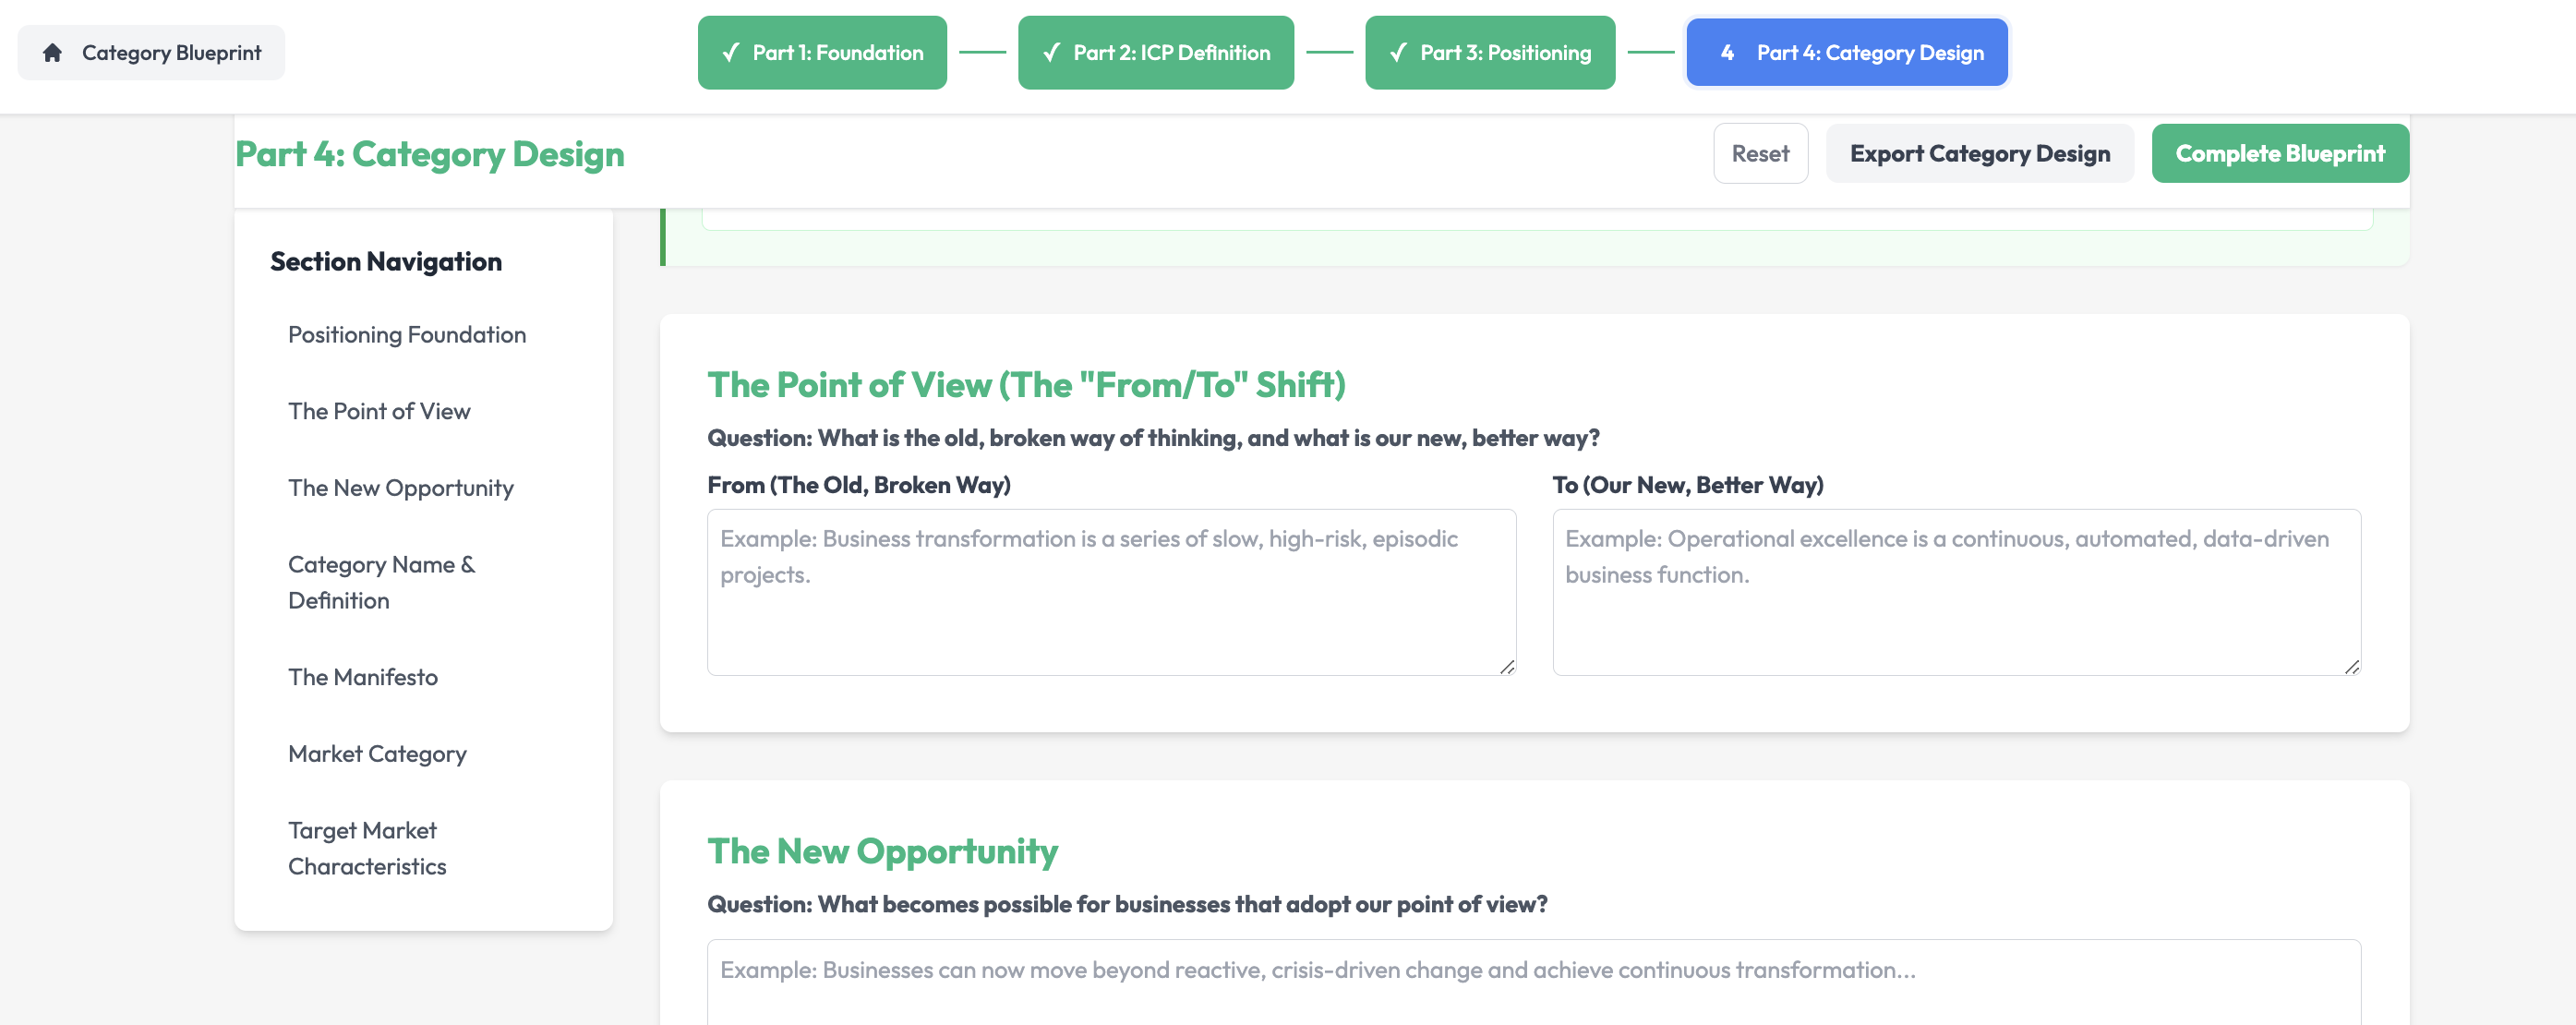 Category Blueprint
✓ Part 1: Foundation
✓ Part 2: ICP Definition
✓ Part 3: Positioning
4 Part 4: Category Design
Part 4: Category Design
Reset
Export Category Design
Complete Blueprint
Section Navigation
Positioning Foundation
The Point of View
The New Opportunity
Category Name &
Definition
The Manifesto
Market Category
Target Market
Characteristics
The Point of View (The "From/To" Shift)
Question: What is the old, broken way of thinking, and what is our new, better way?
From (The Old, Broken Way)
Example: Business transformation is a series of slow, high-risk, episodic
projects.
To (Our New, Better Way)
Example: Operational excellence is a continuous, automated, data-driven
business function.
The New Opportunity
Question: What becomes possible for businesses that adopt our point of view?
Example: Businesses can now move beyond reactive, crisis-driven change and achieve continuous transformation...